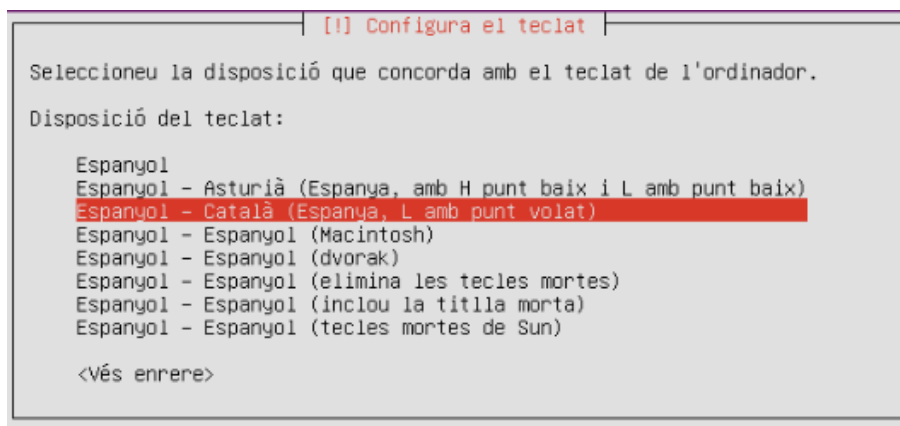 [!] Configura el teclat
Seleccioneu la disposició que concorda amb el teclat de l'ordinador.
Disposició del teclat:
Espanyol
Espanyol - Asturià (Espanya, amb H punt baix i L amb punt baix)
Espanyol - Català (Espanya, L amb punt volat)
Espanyol - Espanyol (Macintosh)
Espanyol - Espanyol (dvorak)
Espanyol - Espanyol (elimina les tecles mortes)
Espanyol - Espanyol (inclou la titlla morta)
Espanyol - Espanyol (tecles mortes de Sun)
<Vés enrere>